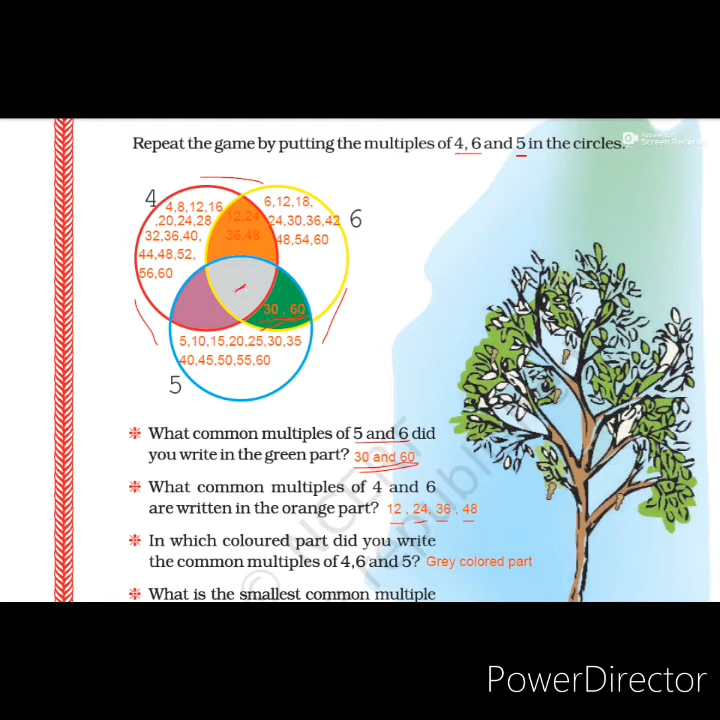 Repeat the game by putting the multiples of 4, 6 and 5 in the circles.
Screen Recorder
4
4,8,12,16
,20,24,28
32,36,40,
44,48,52,
56,60
12,24
36,48
6,12,18,
24,30,36,42
48,54,60
6
30 , 60
5,10,15,20,25,30,35
40,45,50,55,60
5
❉ What common multiples of 5 and 6 did
you write in the green part? 30 and 60
❉ What common multiples of 4 and 6
are written in the orange part? 12 , 24, 36 , 48
❉ In which coloured part did you write
the common multiples of 4,6 and 5? Grey colored part
❉ What is the smallest common multiple
PowerDirector